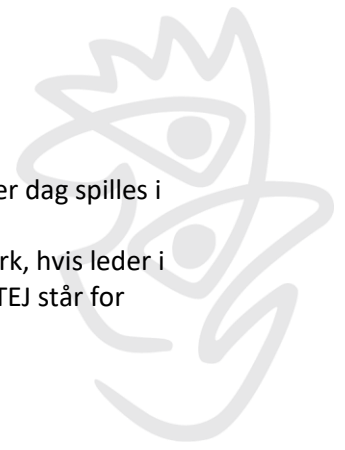 er dag spilles i
rk, hvis leder i
TEJ står for